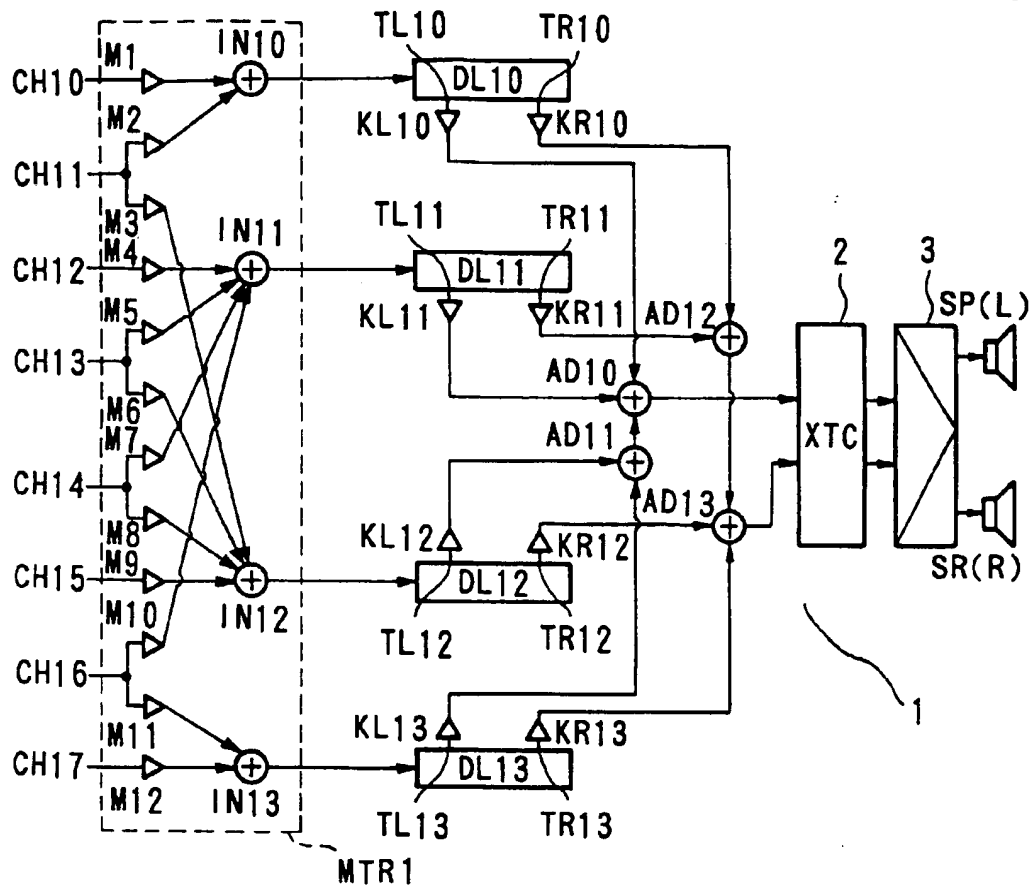 TL10 TR10
M1 IN10
CH10 DL10
M2 KL10 KR10
CH11
M3 IN11 TL11 TR11
M4
CH12 DL11 2 3
M5 KL11 KR11 AD12 SP(L)
CH13
AD10
M6
M7 AD11 XTC
CH14
M8 KL12 KR12 AD13
M9
CH15 DL12 SR(R)
M10 IN12
TL12 TR12
CH16
1
M11 KL13 KR13
CH17 DL13
M12 IN13
TL13 TR13
MTR1